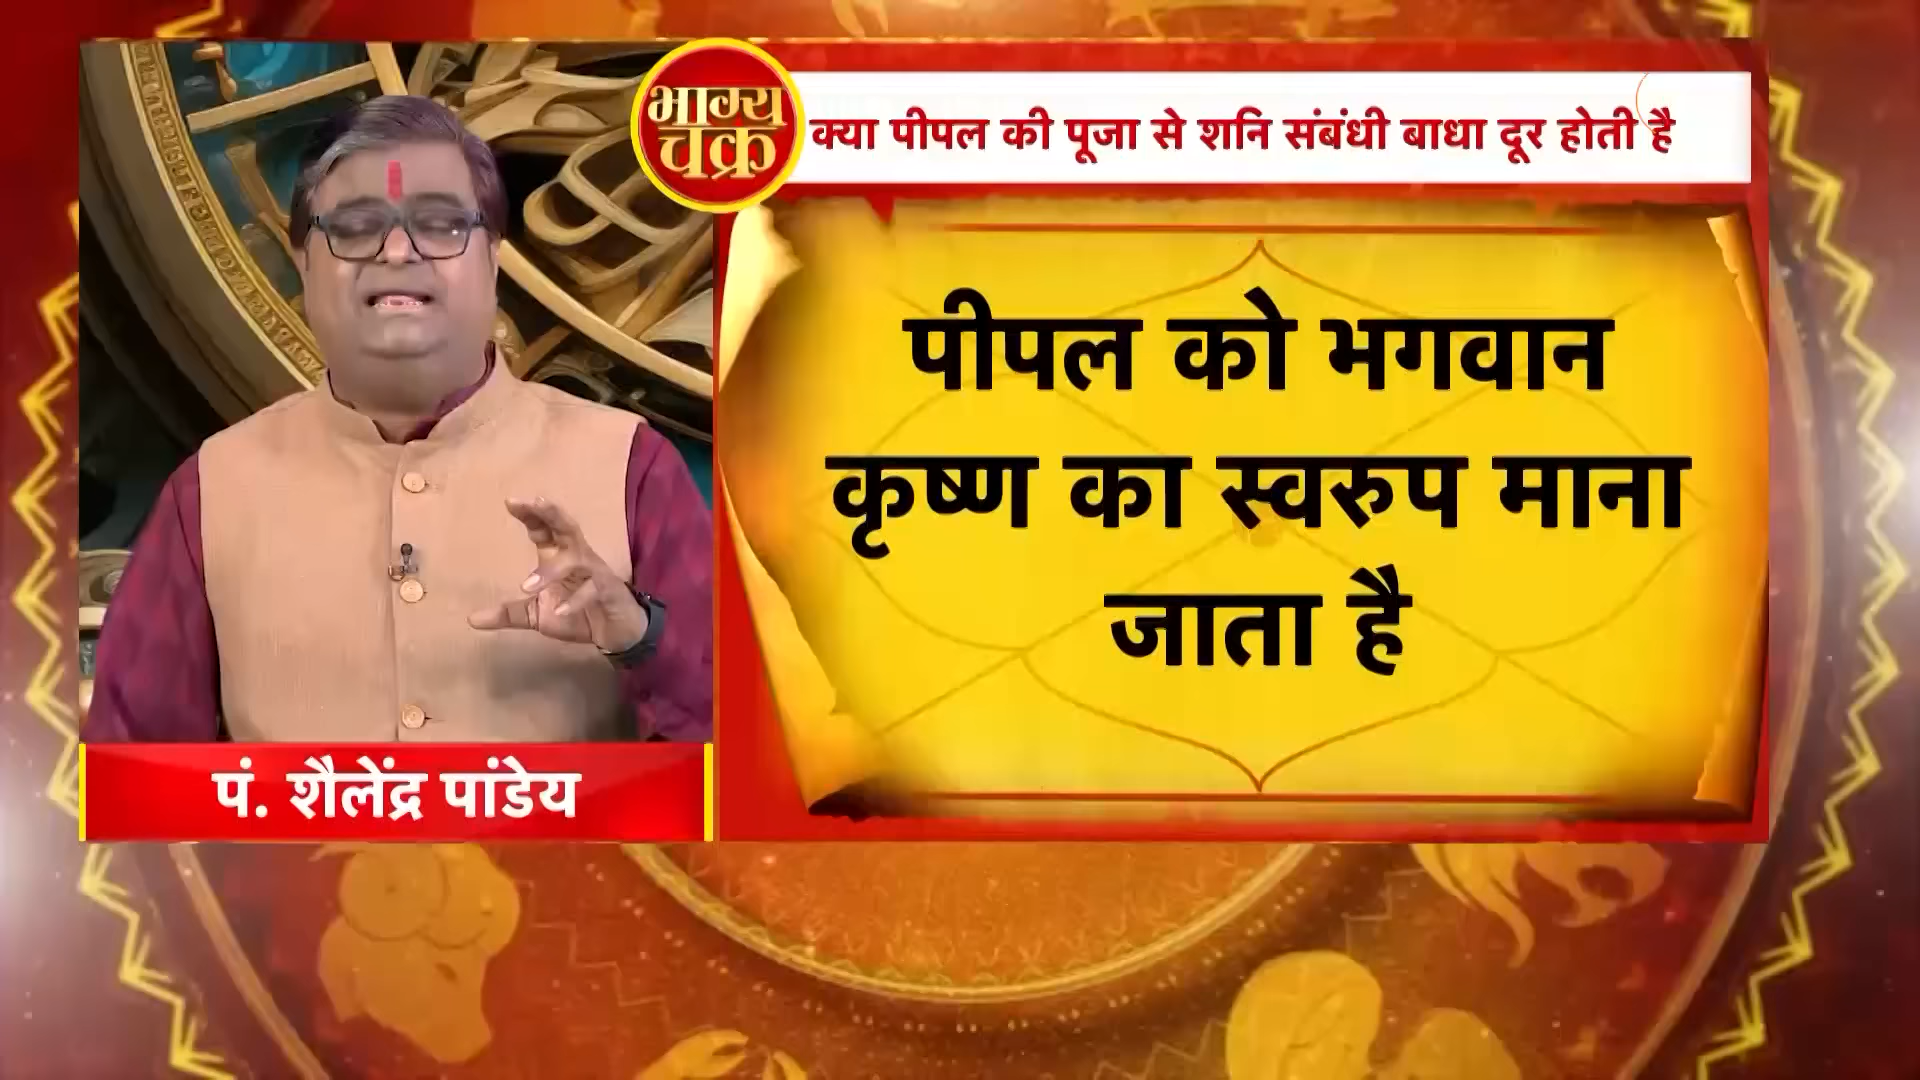 भाग्य
चक्र
क्या पीपल की पूजा से शनि संबंधी बाधा दूर होती है
पीपल को भगवान
कृष्ण का स्वरुप माना
जाता है
पं. शैलेंद्र पांडेय